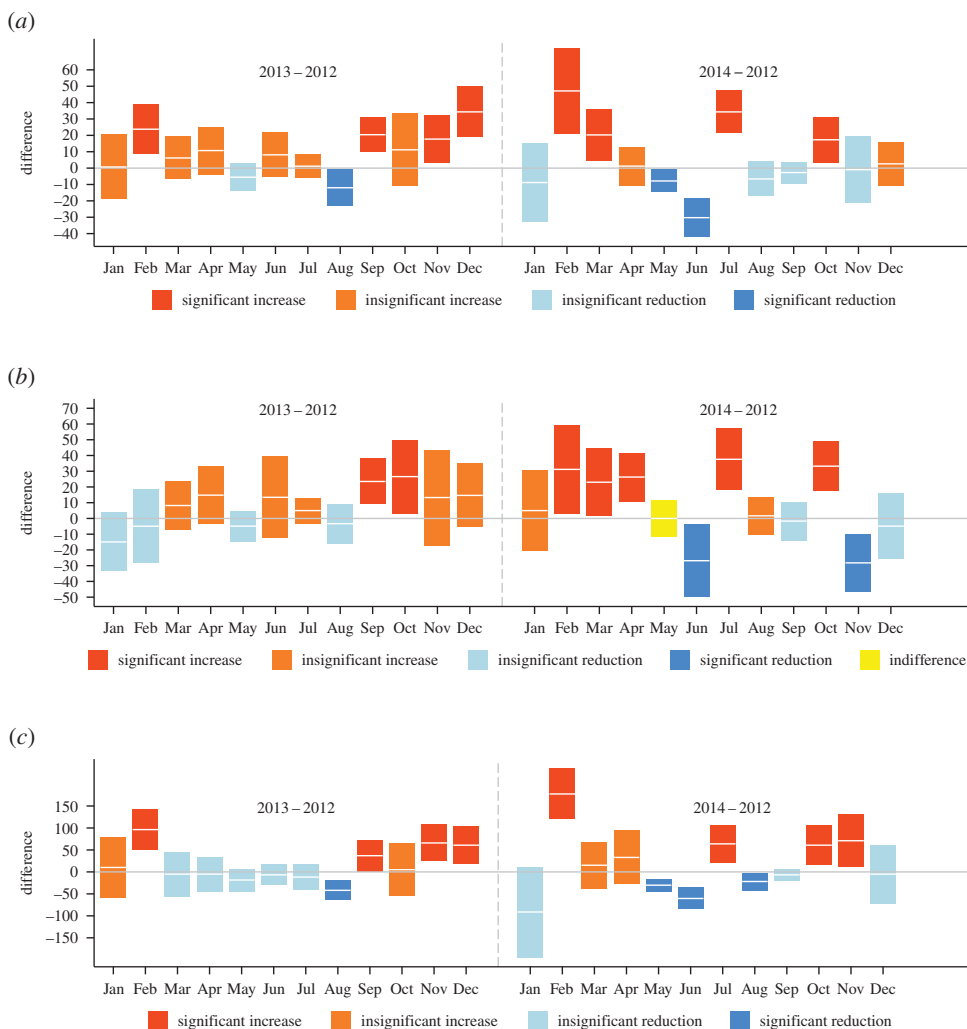 (a)
2013 – 2012
2014 – 2012
difference
60
50
40
30
20
10
0
–10
–20
–30
–40
Jan Feb Mar Apr May Jun Jul Aug Sep Oct Nov Dec Jan Feb Mar Apr May Jun Jul Aug Sep Oct Nov Dec
significant increase insignificant increase insignificant reduction significant reduction
(b)
2013 – 2012
2014 – 2012
difference
70
60
50
40
30
20
10
0
–10
–20
–30
–40
–50
Jan Feb Mar Apr May Jun Jul Aug Sep Oct Nov Dec Jan Feb Mar Apr May Jun Jul Aug Sep Oct Nov Dec
significant increase insignificant increase insignificant reduction significant reduction indifference
(c)
2013 – 2012
2014 – 2012
difference
150
100
50
0
–50
–100
–150
Jan Feb Mar Apr May Jun Jul Aug Sep Oct Nov Dec Jan Feb Mar Apr May Jun Jul Aug Sep Oct Nov Dec
significant increase insignificant increase insignificant reduction significant reduction